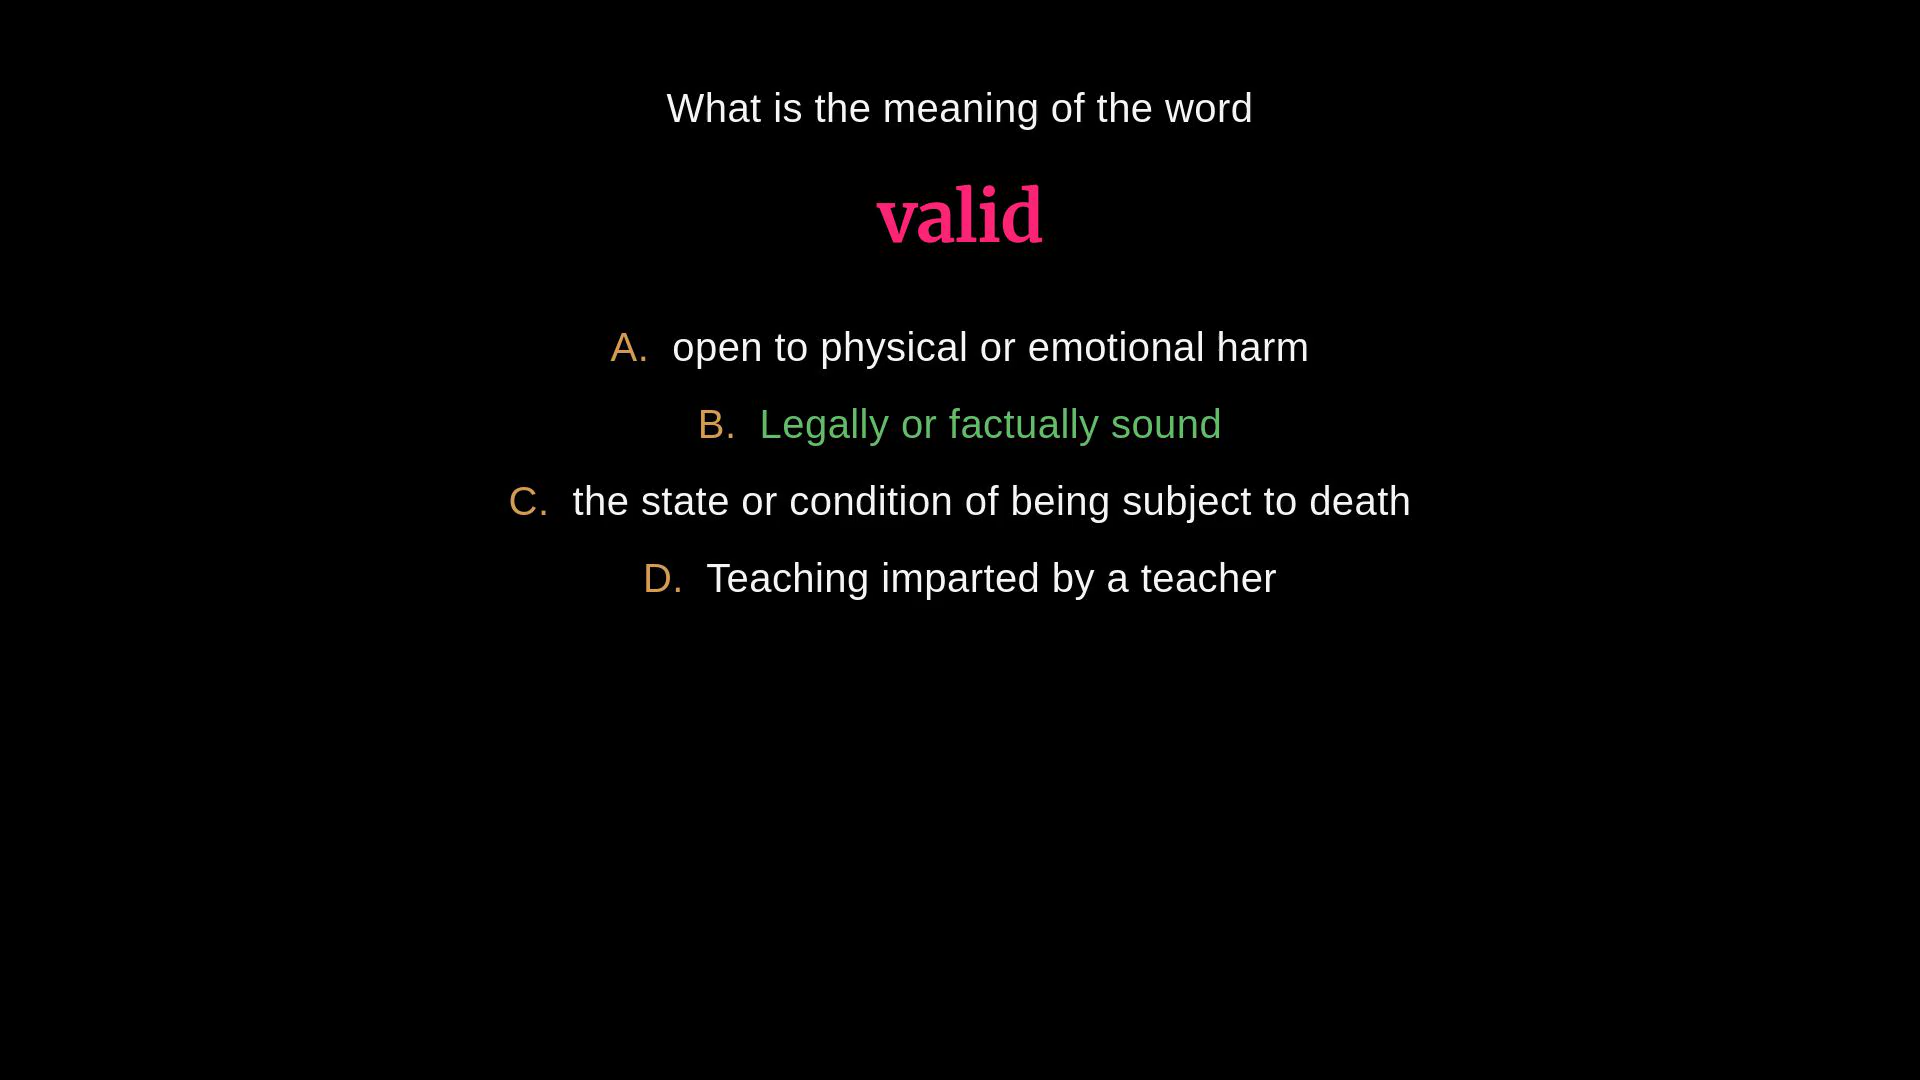 What is the meaning of the word
valid
A. open to physical or emotional harm
B. Legally or factually sound
C. the state or condition of being subject to death
D. Teaching imparted by a teacher